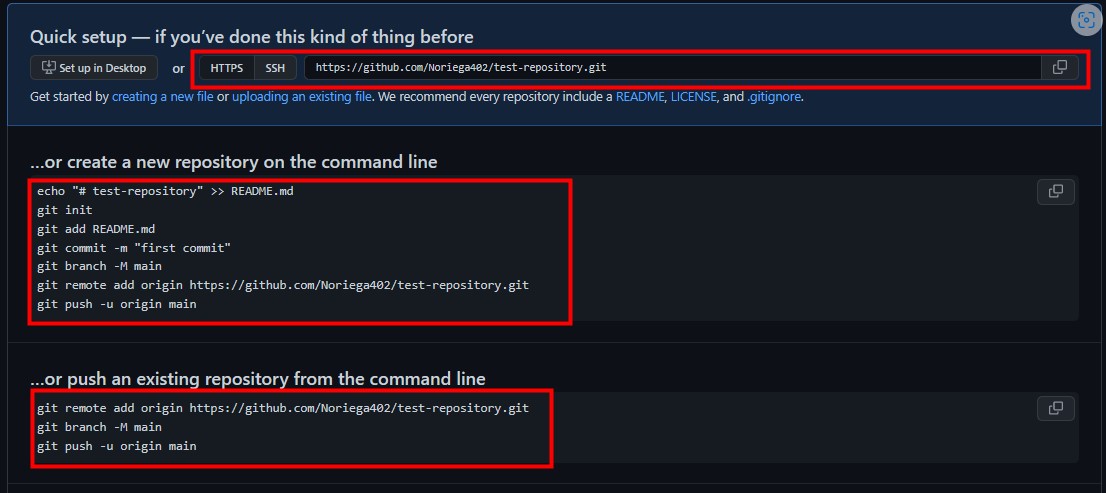 Quick setup — if you’ve done this kind of thing before
Set up in Desktop or HTTPS SSH https://github.com/Noriega402/test-repository.git
Get started by creating a new file or uploading an existing file. We recommend every repository include a README, LICENSE, and .gitignore.
…or create a new repository on the command line
echo "# test-repository" >> README.md
git init
git add README.md
git commit -m "first commit"
git branch -M main
git remote add origin https://github.com/Noriega402/test-repository.git
git push -u origin main
…or push an existing repository from the command line
git remote add origin https://github.com/Noriega402/test-repository.git
git branch -M main
git push -u origin main